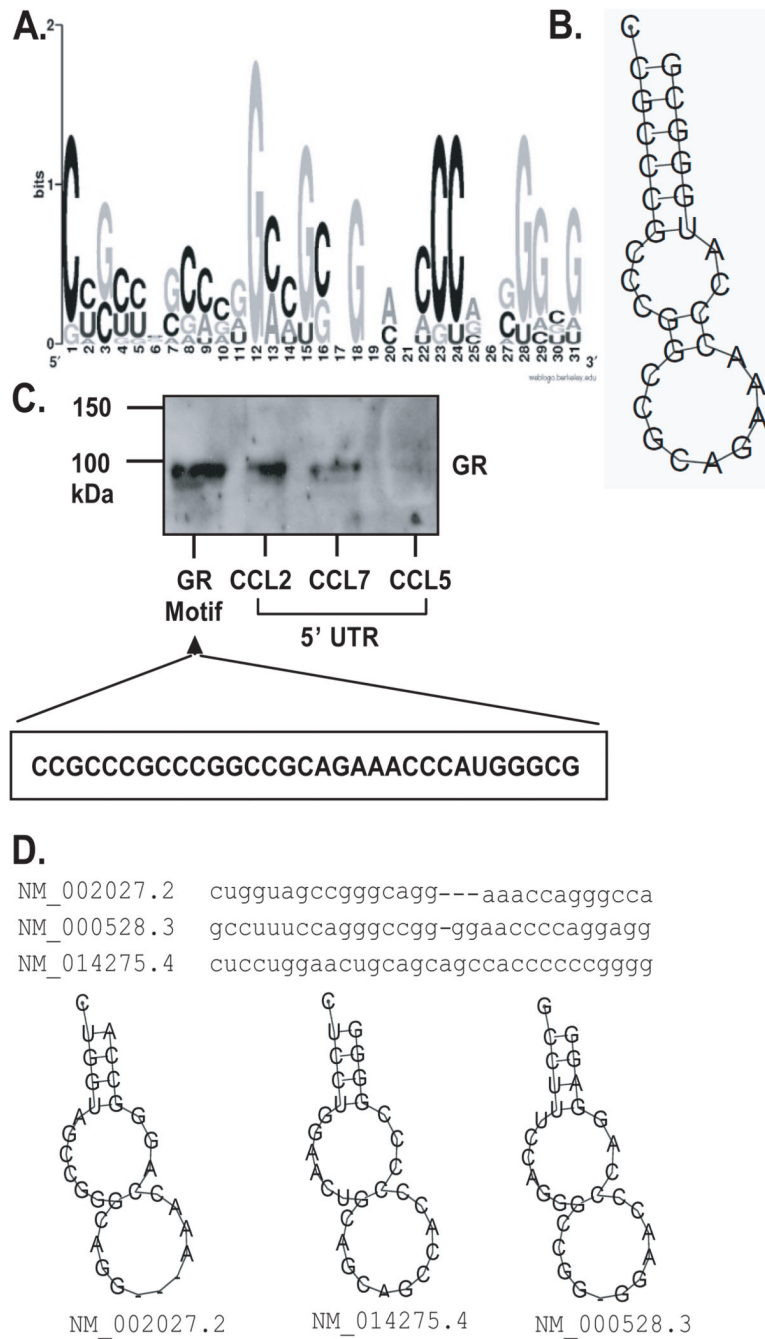 A.
B.
2
bits
1
0
1 2 3 4 5 6 7 8 9 10 11 12 13 14 15 16 17 18 19 20 21 22 23 24 25 26 27 28 29 30 31
5′ 3′
weblogo.berkeley.edu
C.
150
100
kDa
GR
GR CCL2 CCL7 CCL5
Motif
5' UTR
CCGCCCGCCCGGCCGCAGAAACCCAUGGGCG
D.
NM_002027.2 cugguagccgggcagg---aaaccagggcca
NM_000528.3 gccuuuccagggccgg-ggaaccccaggagg
NM_014275.4 cuccuggaacugcagcagccaccccccgggg
NM_002027.2
NM_014275.4
NM_000528.3